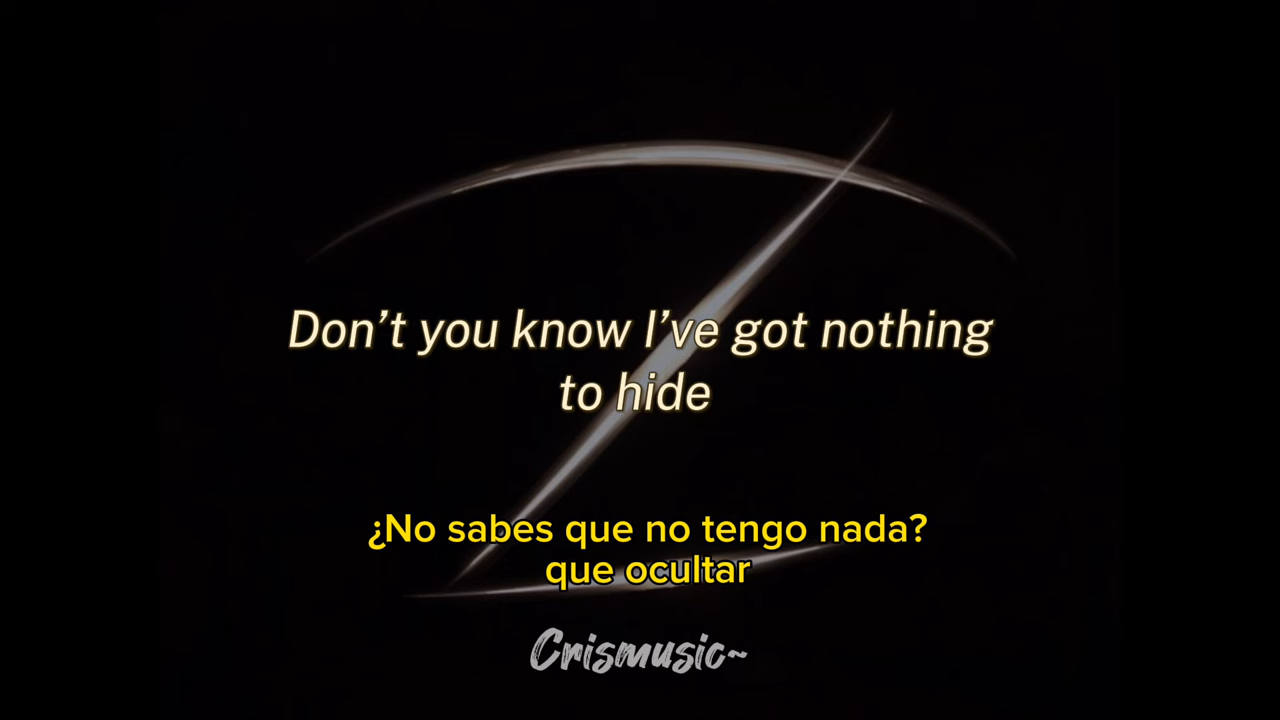 Don’t you know I’ve got nothing
to hide
¿No sabes que no tengo nada?
que ocultar
Crismusic~